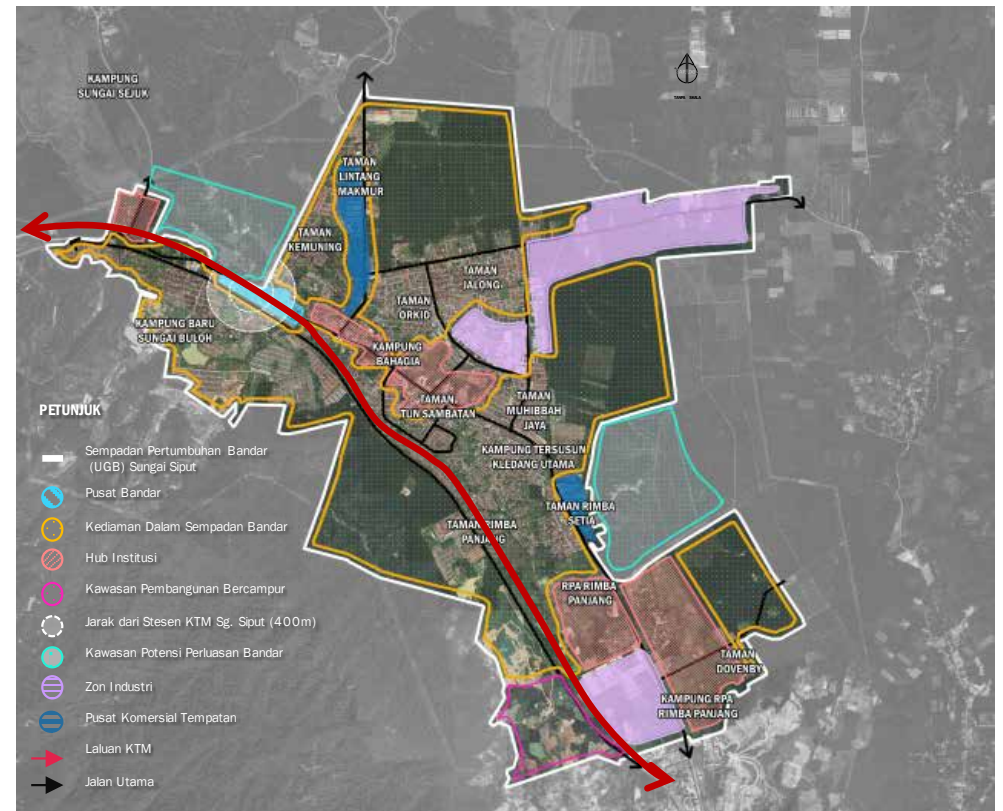 KAMPUNG
SUNGAI SEJUK
TAMAN
LINTANG
MAKMUR
TAMAN
KEMUNING
TAMAN
JALONG
TAMAN
ORKID
KAMPUNG BARU
SUNGAI BULOH
KAMPUNG
BAHAGIA
TAMAN
TUN SAMBATAN
TAMAN
MUHIBBAH
JAYA
KAMPUNG TERSUSUN
KLEDANG UTAMA
TAMAN RIMBA
SETIA
TAMAN RIMBA
PANJANG
RPA RIMBA
PANJANG
TAMAN
DOVENBY
KAMPUNG RPA
RIMBA PANJANG
PETUNJUK
Sempadan Pertumbuhan Bandar
(UGB) Sungai Siput
Pusat Bandar
Kediaman Dalam Sempadan Bandar
Hub Institusi
Kawasan Pembangunan Bercampur
Jarak dari Stesen KTM Sg. Siput (400m)
Kawasan Potensi Perluasan Bandar
Zon Industri
Pusat Komersial Tempatan
Laluan KTM
Jalan Utama